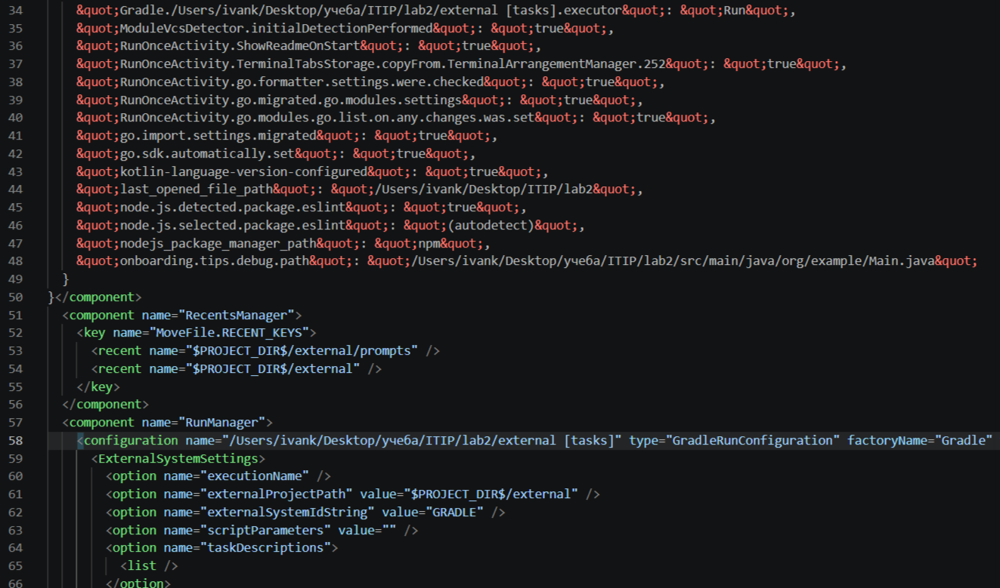 34 &quot;Gradle./Users/ivank/Desktop/учеба/ITIP/lab2/external [tasks].executor&quot;: &quot;Run&quot;,
35 &quot;ModuleVcsDetector.initialDetectionPerformed&quot;: &quot;true&quot;,
36 &quot;RunOnceActivity.ShowReadmeOnStart&quot;: &quot;true&quot;,
37 &quot;RunOnceActivity.TerminalTabsStorage.copyFrom.TerminalArrangementManager.252&quot;: &quot;true&quot;,
38 &quot;RunOnceActivity.go.formatter.settings.were.checked&quot;: &quot;true&quot;,
39 &quot;RunOnceActivity.go.migrated.go.modules.settings&quot;: &quot;true&quot;,
40 &quot;RunOnceActivity.go.modules.go.list.on.any.changes.was.set&quot;: &quot;true&quot;,
41 &quot;go.import.settings.migrated&quot;: &quot;true&quot;,
42 &quot;go.sdk.automatically.set&quot;: &quot;true&quot;,
43 &quot;kotlin-language-version-configured&quot;: &quot;true&quot;,
44 &quot;last_opened_file_path&quot;: &quot;/Users/ivank/Desktop/ITIP/lab2&quot;,
45 &quot;node.js.detected.package.eslint&quot;: &quot;true&quot;,
46 &quot;node.js.selected.package.eslint&quot;: &quot;(autodetect)&quot;,
47 &quot;nodejs_package_manager_path&quot;: &quot;npm&quot;,
48 &quot;onboarding.tips.debug.path&quot;: &quot;/Users/ivank/Desktop/учеба/ITIP/lab2/src/main/java/org/example/Main.java&quot;
49 }
50 }</component>
51 <component name="RecentsManager">
52 <key name="MoveFile.RECENT_KEYS">
53 <recent name="$PROJECT_DIR$/external/prompts" />
54 <recent name="$PROJECT_DIR$/external" />
55 </key>
56 </component>
57 <component name="RunManager">
58 <configuration name="/Users/ivank/Desktop/учеба/ITIP/lab2/external [tasks]" type="GradleRunConfiguration" factoryName="Gradle"
59 <ExternalSystemSettings>
60 <option name="executionName" />
61 <option name="externalProjectPath" value="$PROJECT_DIR$/external" />
62 <option name="externalSystemIdString" value="GRADLE" />
63 <option name="scriptParameters" value="" />
64 <option name="taskDescriptions">
65 <list />
66 </option>